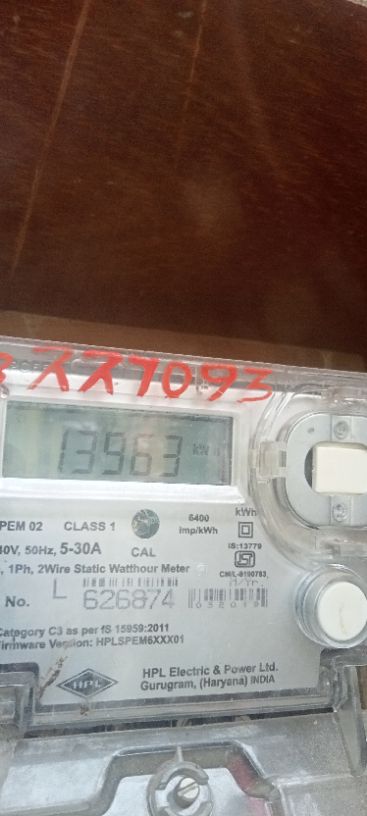 13963
PEM 02 CLASS 1 6400 imp/kWh kWh
40V, 50Hz, 5-30A CAL IS:13779
, 1Ph, 2Wire Static Watthour Meter CM/L-8190783,
No. L 626874 M/YR.
Category C3 as per IS 15959:2011
Firmware Version: HPLSPEM6XXX01
HPL HPL Electric & Power Ltd.
Gurugram, (Haryana) INDIA